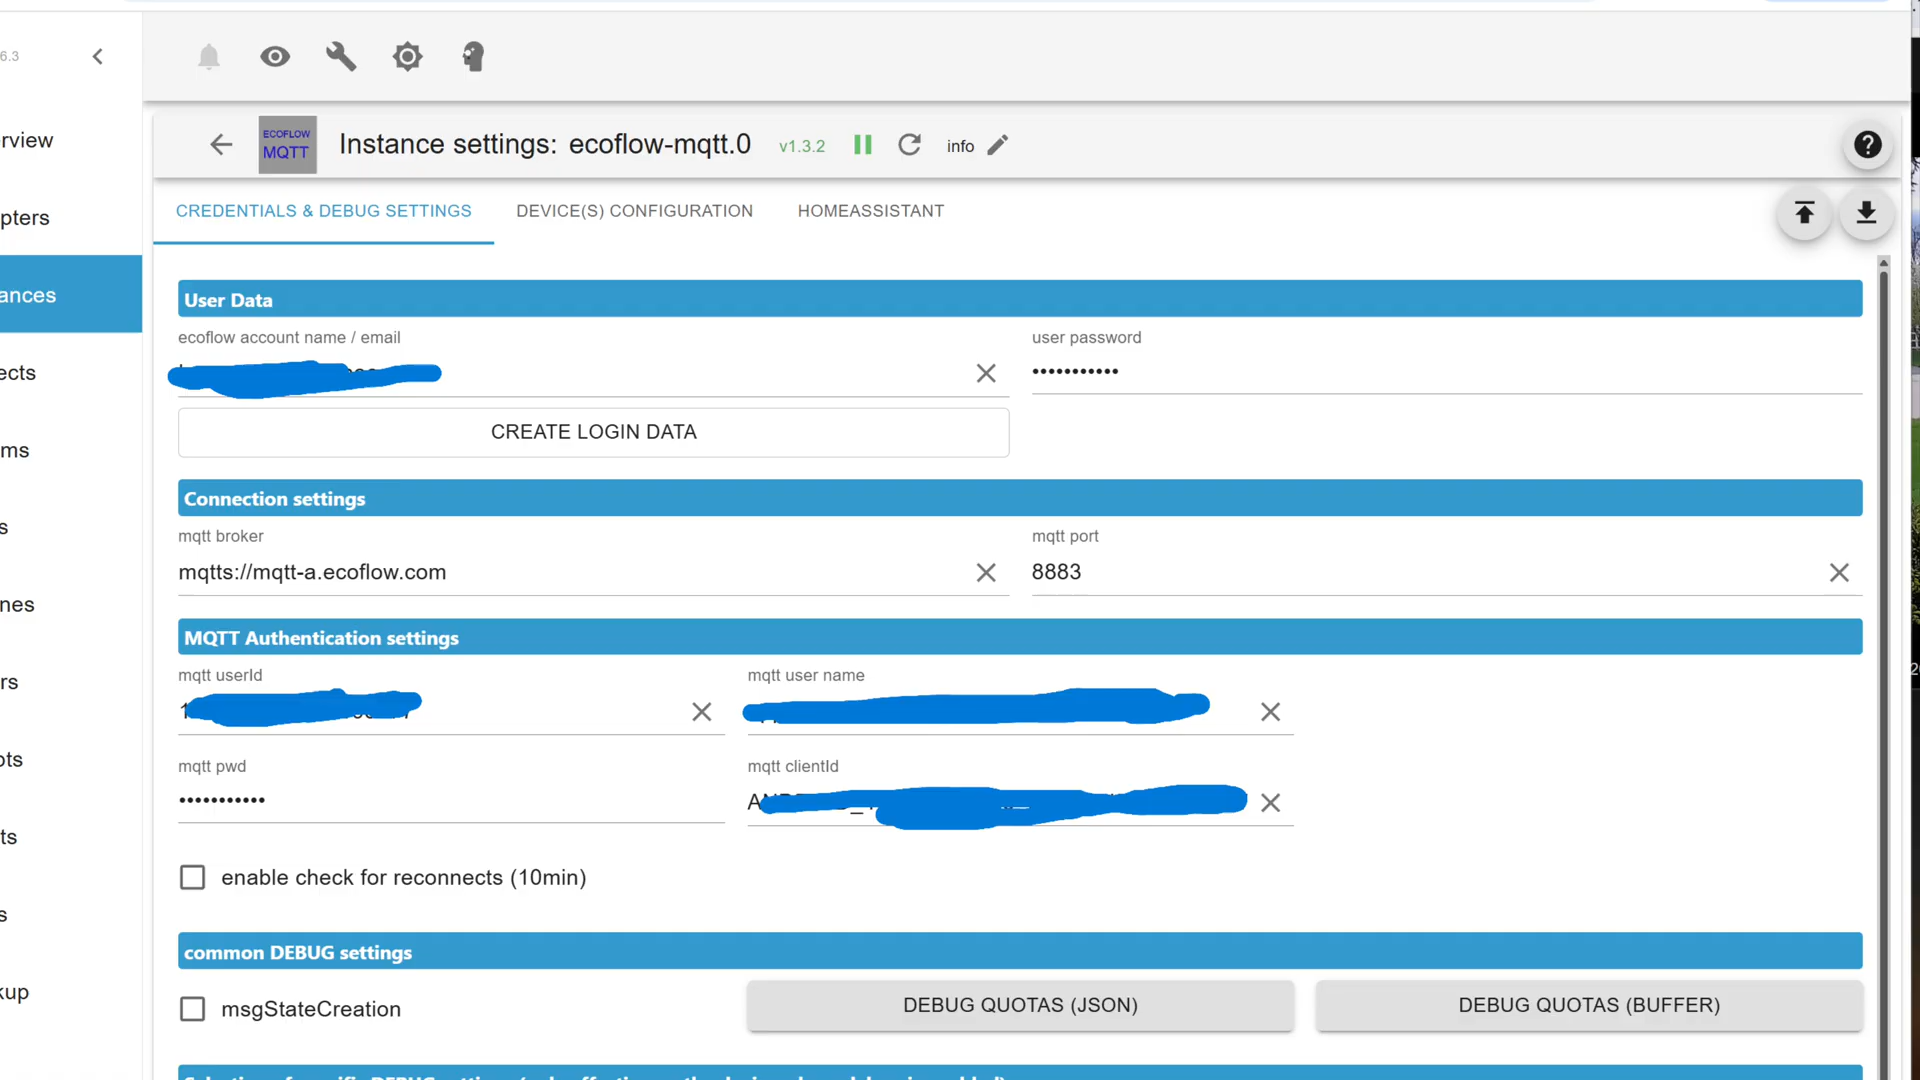 6.3
rview
pters
ances
ects
ms
s
nes
rs
ots
ts
s
kup
ECOFLOW
MQTT
Instance settings: ecoflow-mqtt.0
v1.3.2
info
CREDENTIALS & DEBUG SETTINGS
DEVICE(S) CONFIGURATION
HOMEASSISTANT
User Data
ecoflow account name / email
user password
CREATE LOGIN DATA
Connection settings
mqtt broker
mqtt port
mqtts://mqtt-a.ecoflow.com
8883
MQTT Authentication settings
mqtt userId
mqtt user name
mqtt pwd
mqtt clientId
enable check for reconnects (10min)
common DEBUG settings
msgStateCreation
DEBUG QUOTAS (JSON)
DEBUG QUOTAS (BUFFER)